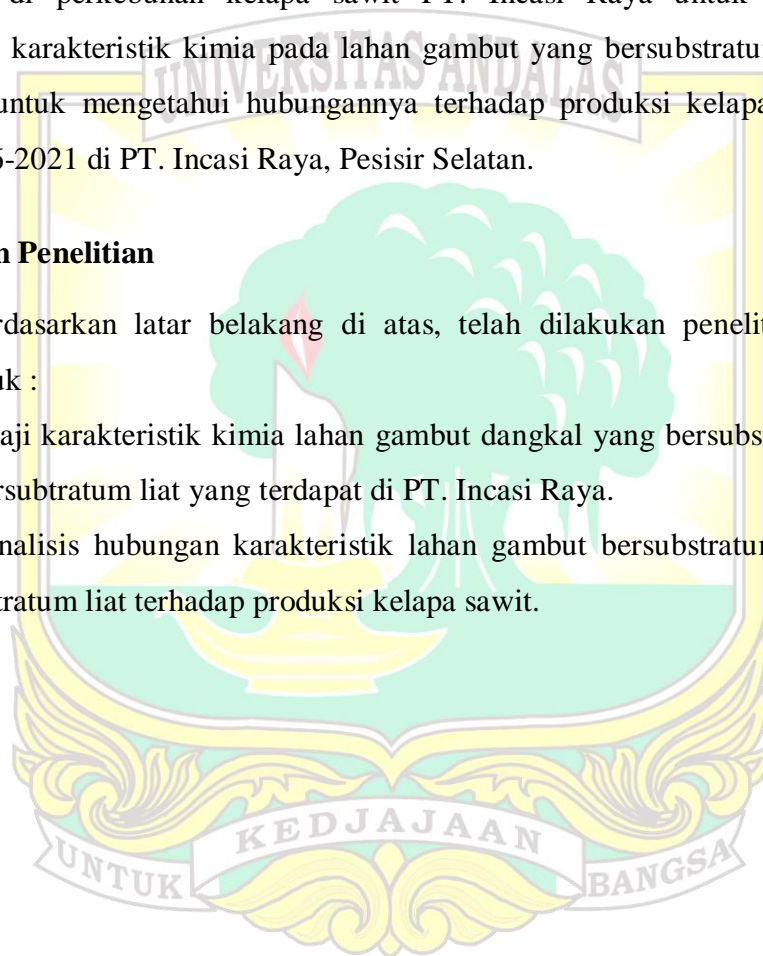 di perkebunan kelapa sawit PT. Incasi Raya untuk
karakteristik kimia pada lahan gambut yang bersubstratum
untuk mengetahui hubungannya terhadap produksi kelapa
-2021 di PT. Incasi Raya, Pesisir Selatan.
Penelitian
dasarkan latar belakang di atas, telah dilakukan penelit
uk :
aji karakteristik kimia lahan gambut dangkal yang bersubs
rsubtratum liat yang terdapat di PT. Incasi Raya.
nalisis hubungan karakteristik lahan gambut bersubstratum
tratum liat terhadap produksi kelapa sawit.
UNIVERSITAS ANDALAS
UNTUK KEDJAJAAN BANGSA